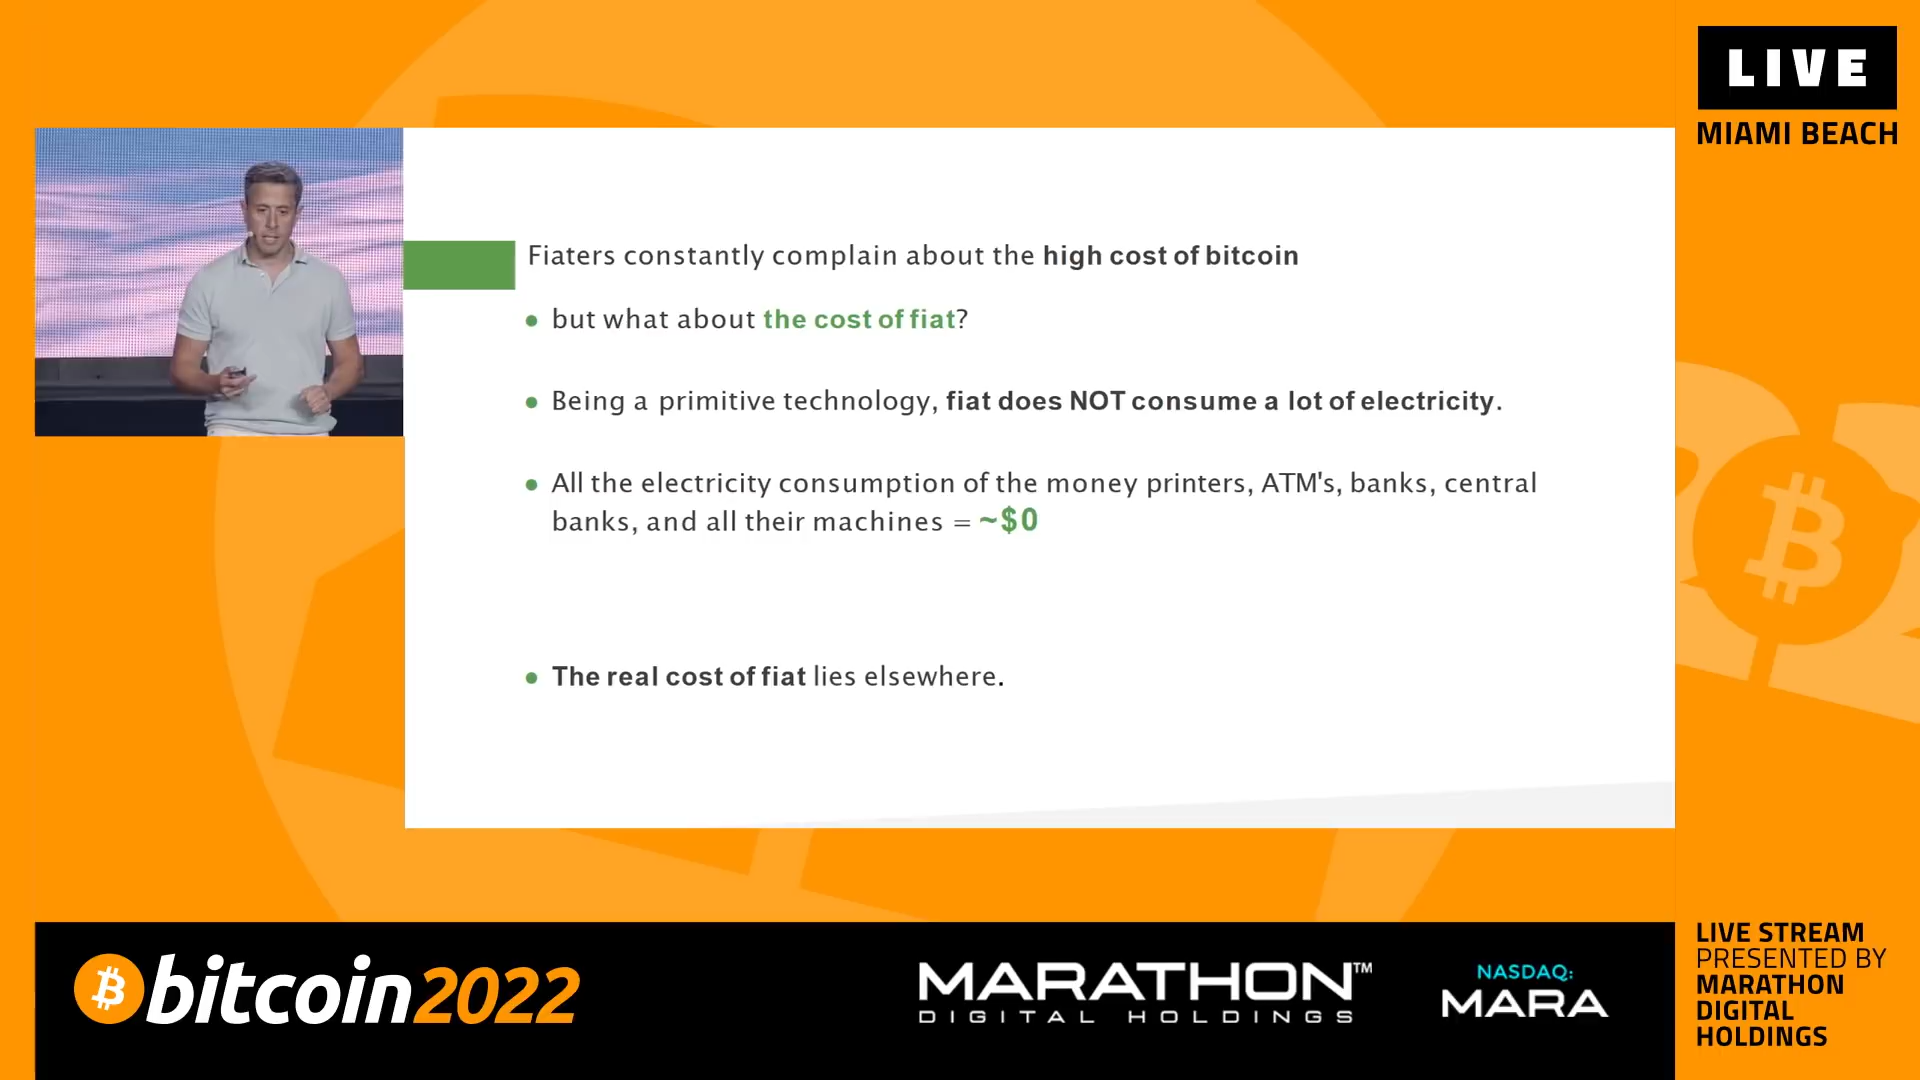 LIVE
MIAMI BEACH
Fiaters constantly complain about the high cost of bitcoin
• but what about the cost of fiat?
• Being a primitive technology, fiat does NOT consume a lot of electricity.
• All the electricity consumption of the money printers, ATM's, banks, central
banks, and all their machines = ~$0
• The real cost of fiat lies elsewhere.
bitcoin 2022
MARATHON™
DIGITAL HOLDINGS
NASDAQ:
MARA
LIVE STREAM
PRESENTED BY
MARATHON
DIGITAL
HOLDINGS